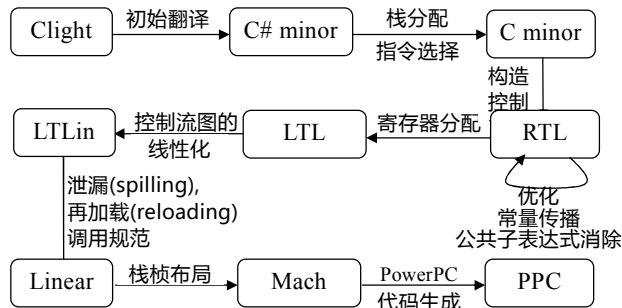 Clight
初始翻译
C# minor
栈分配
指令选择
C minor
构造
控制
LTLin
控制流图的
线性化
LTL
寄存器分配
RTL
优化
常量传播
公共子表达式消除
泄漏(spilling),
再加载(reloading)
调用规范
Linear
栈桢布局
Mach
PowerPC
代码生成
PPC